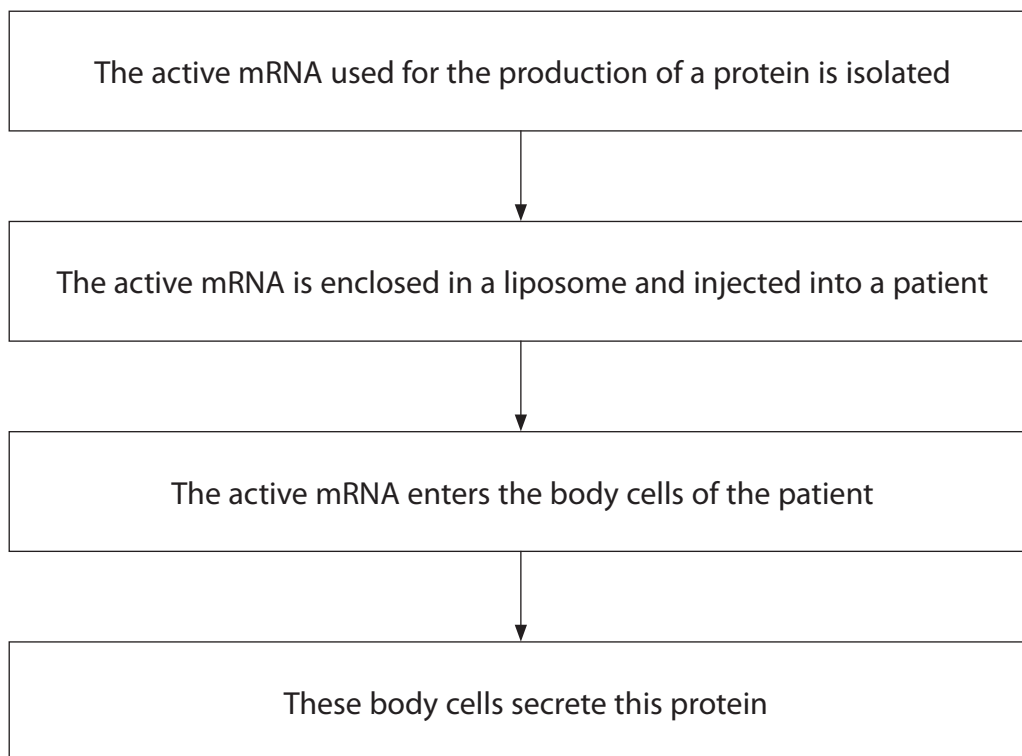 The active mRNA used for the production of a protein is isolated
The active mRNA is enclosed in a liposome and injected into a patient
The active mRNA enters the body cells of the patient
These body cells secrete this protein